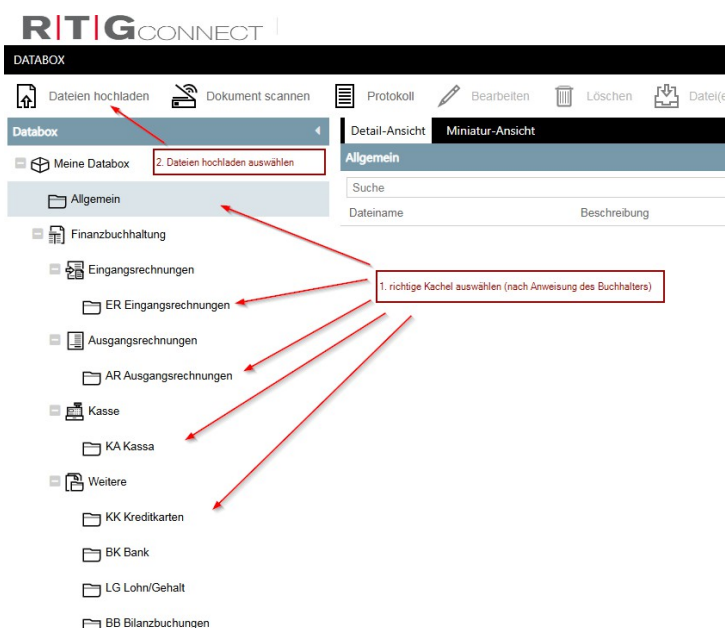 R|T|G CONNECT
DATABOX
Dateien hochladen Dokument scannen Protokoll Bearbeiten Löschen Datei(e
Databox Detail-Ansicht Miniatur-Ansicht
Meine Databox 2. Dateien hochladen auswählen Allgemein
Allgemein Suche
Dateiname Beschreibung
Finanzbuchhaltung
Eingangsrechnungen
1. richtige Kachel auswählen (nach Anweisung des Buchhalters)
ER Eingangsrechnungen
Ausgangsrechnungen
AR Ausgangsrechnungen
Kasse
KA Kassa
Weitere
KK Kreditkarten
BK Bank
LG Lohn/Gehalt
BB Bilanzbuchungen